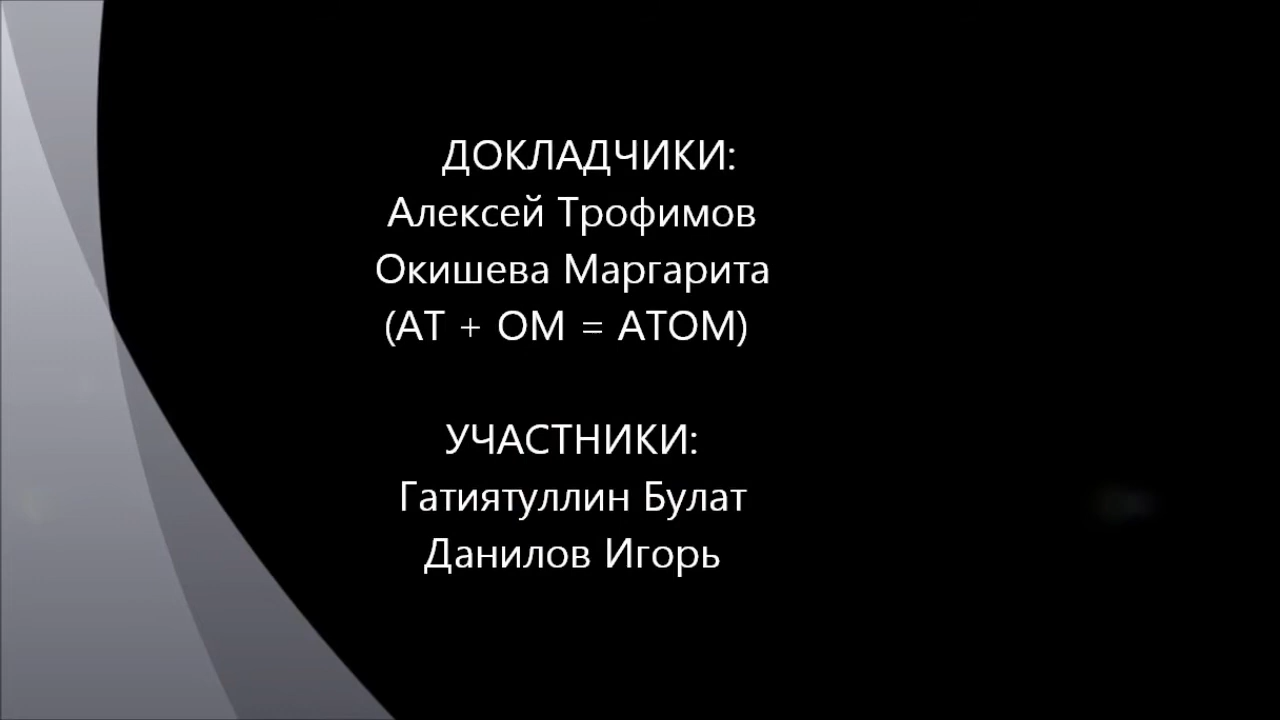 ДОКЛАДЧИКИ:
Алексей Трофимов
Окишева Маргарита
(АТ + ОМ = АТОМ)
УЧАСТНИКИ:
Гатиятуллин Булат
Данилов Игорь